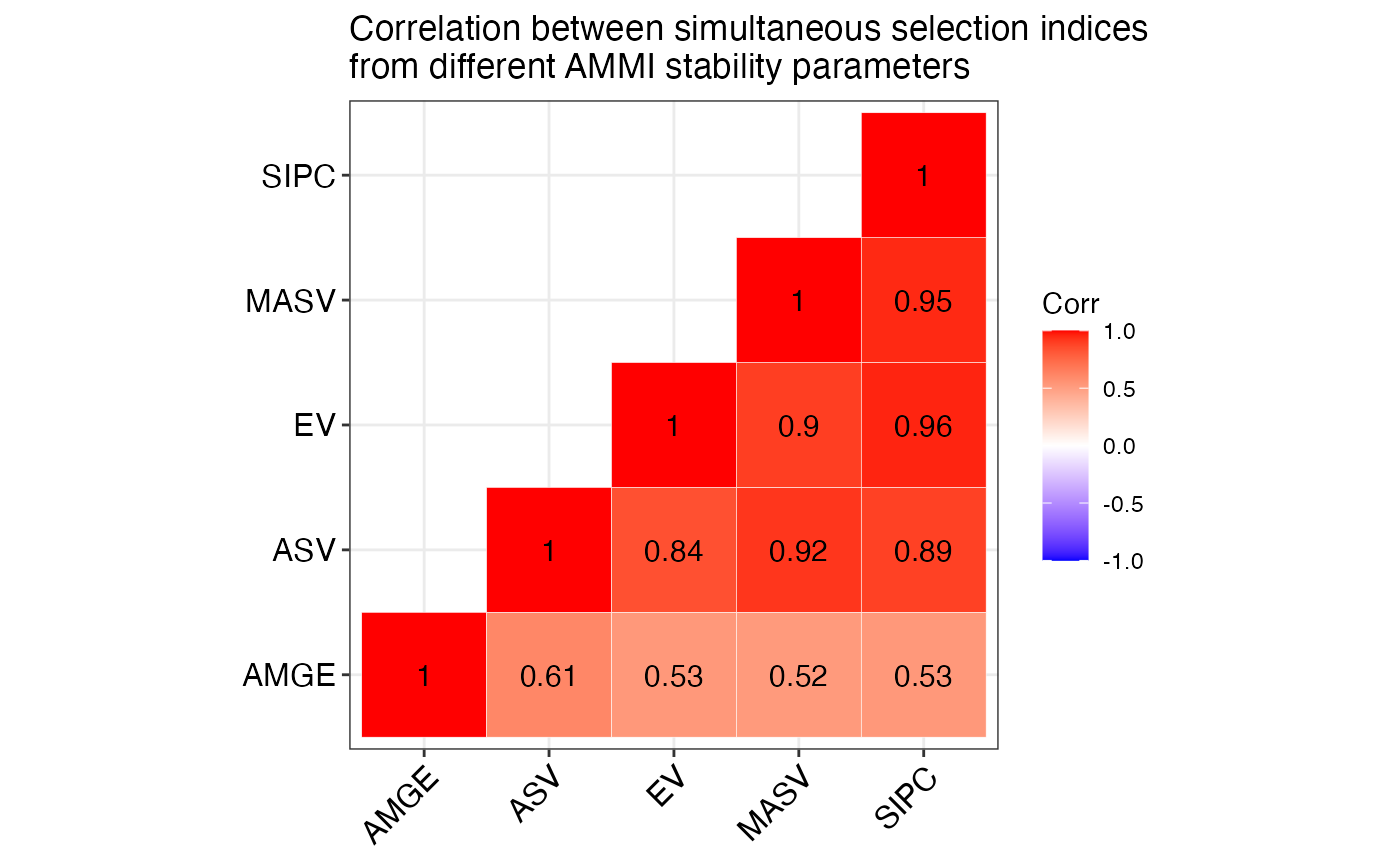 Correlation between simultaneous selection indices
from different AMMI stability parameters
SIPC
1
MASV
1
0.95
Corr
1.0
0.5
0.0
-0.5
-1.0
EV
1
0.9
0.96
ASV
1
0.84
0.92
0.89
AMGE
1
0.61
0.53
0.52
0.53
AMGE
ASV
EV
MASV
SIPC